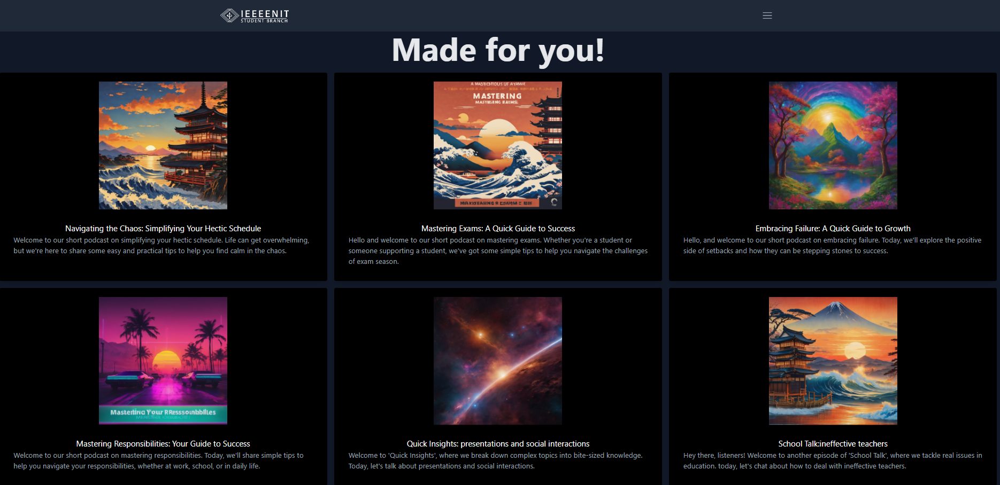 IEEEENIT
STUDENT BRANCH
Made for you!
MASTERING
Navigating the Chaos: Simplifying Your Hectic Schedule
Welcome to our short podcast on simplifying your hectic schedule. Life can get overwhelming,
but we're here to share some easy and practical tips to help you find calm in the chaos.
Mastering Exams: A Quick Guide to Success
Hello and welcome to our short podcast on mastering exams. Whether you're a student or
someone supporting a student, we've got some simple tips to help you navigate the challenges
of exam season.
Embracing Failure: A Quick Guide to Growth
Hello, and welcome to our short podcast on embracing failure. Today, we'll explore the positive
side of setbacks and how they can be stepping stones to success.
Mastering Your
Mastering Responsibilities: Your Guide to Success
Welcome to our short podcast on mastering responsibilities. Today, we'll share simple tips to
help you navigate your responsibilities, whether at work, school, or in daily life.
Quick Insights: presentations and social interactions
Welcome to 'Quick Insights', where we break down complex topics into bite-sized knowledge.
Today, let's talk about presentations and social interactions.
School Talk:ineffective teachers
Hey there, listeners! Welcome to another episode of 'School Talk', where we tackle real issues in
education. today, let's chat about how to deal with ineffective teachers.